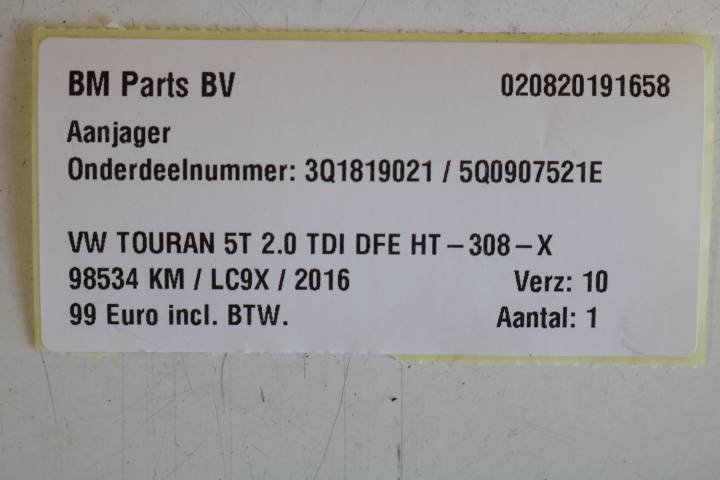 BM Parts BV 020820191658
Aanjager
Onderdeelnummer: 3Q1819021 / 5Q0907521E
VW TOURAN 5T 2.0 TDI DFE HT-308-X
98534 KM / LC9X / 2016 Verz: 10
99 Euro incl. BTW. Aantal: 1